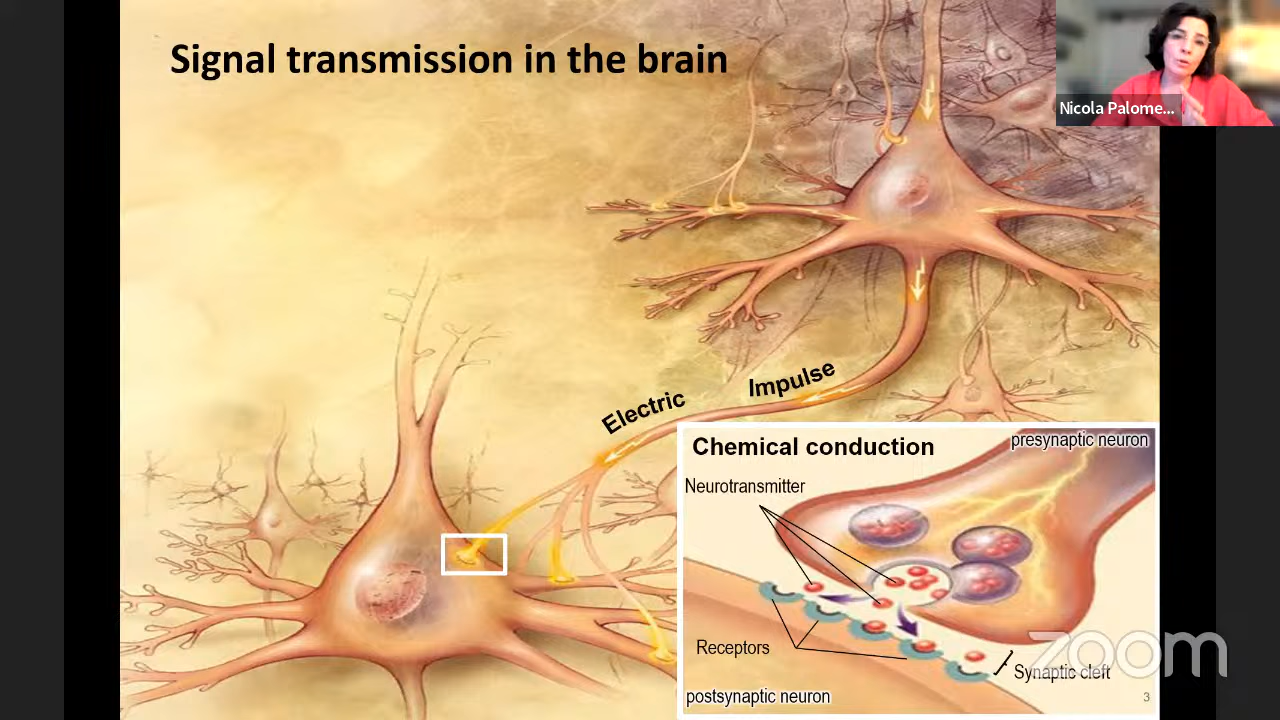 Signal transmission in the brain
Nicola Palome...
Electric Impulse
Chemical conduction
presynaptic neuron
Neurotransmitter
Receptors
Synaptic cleft
postsynaptic neuron
3
zoom